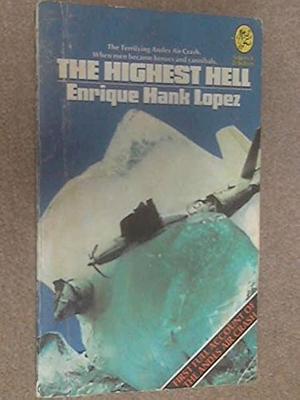 The Terrifying Andes Air Crash.
When men became heroes and cannibals.
THE HIGHEST HELL
Enrique Hank Lopez
FIRST FULL ACCOUNT OF
THE ANDES AIR CRASH